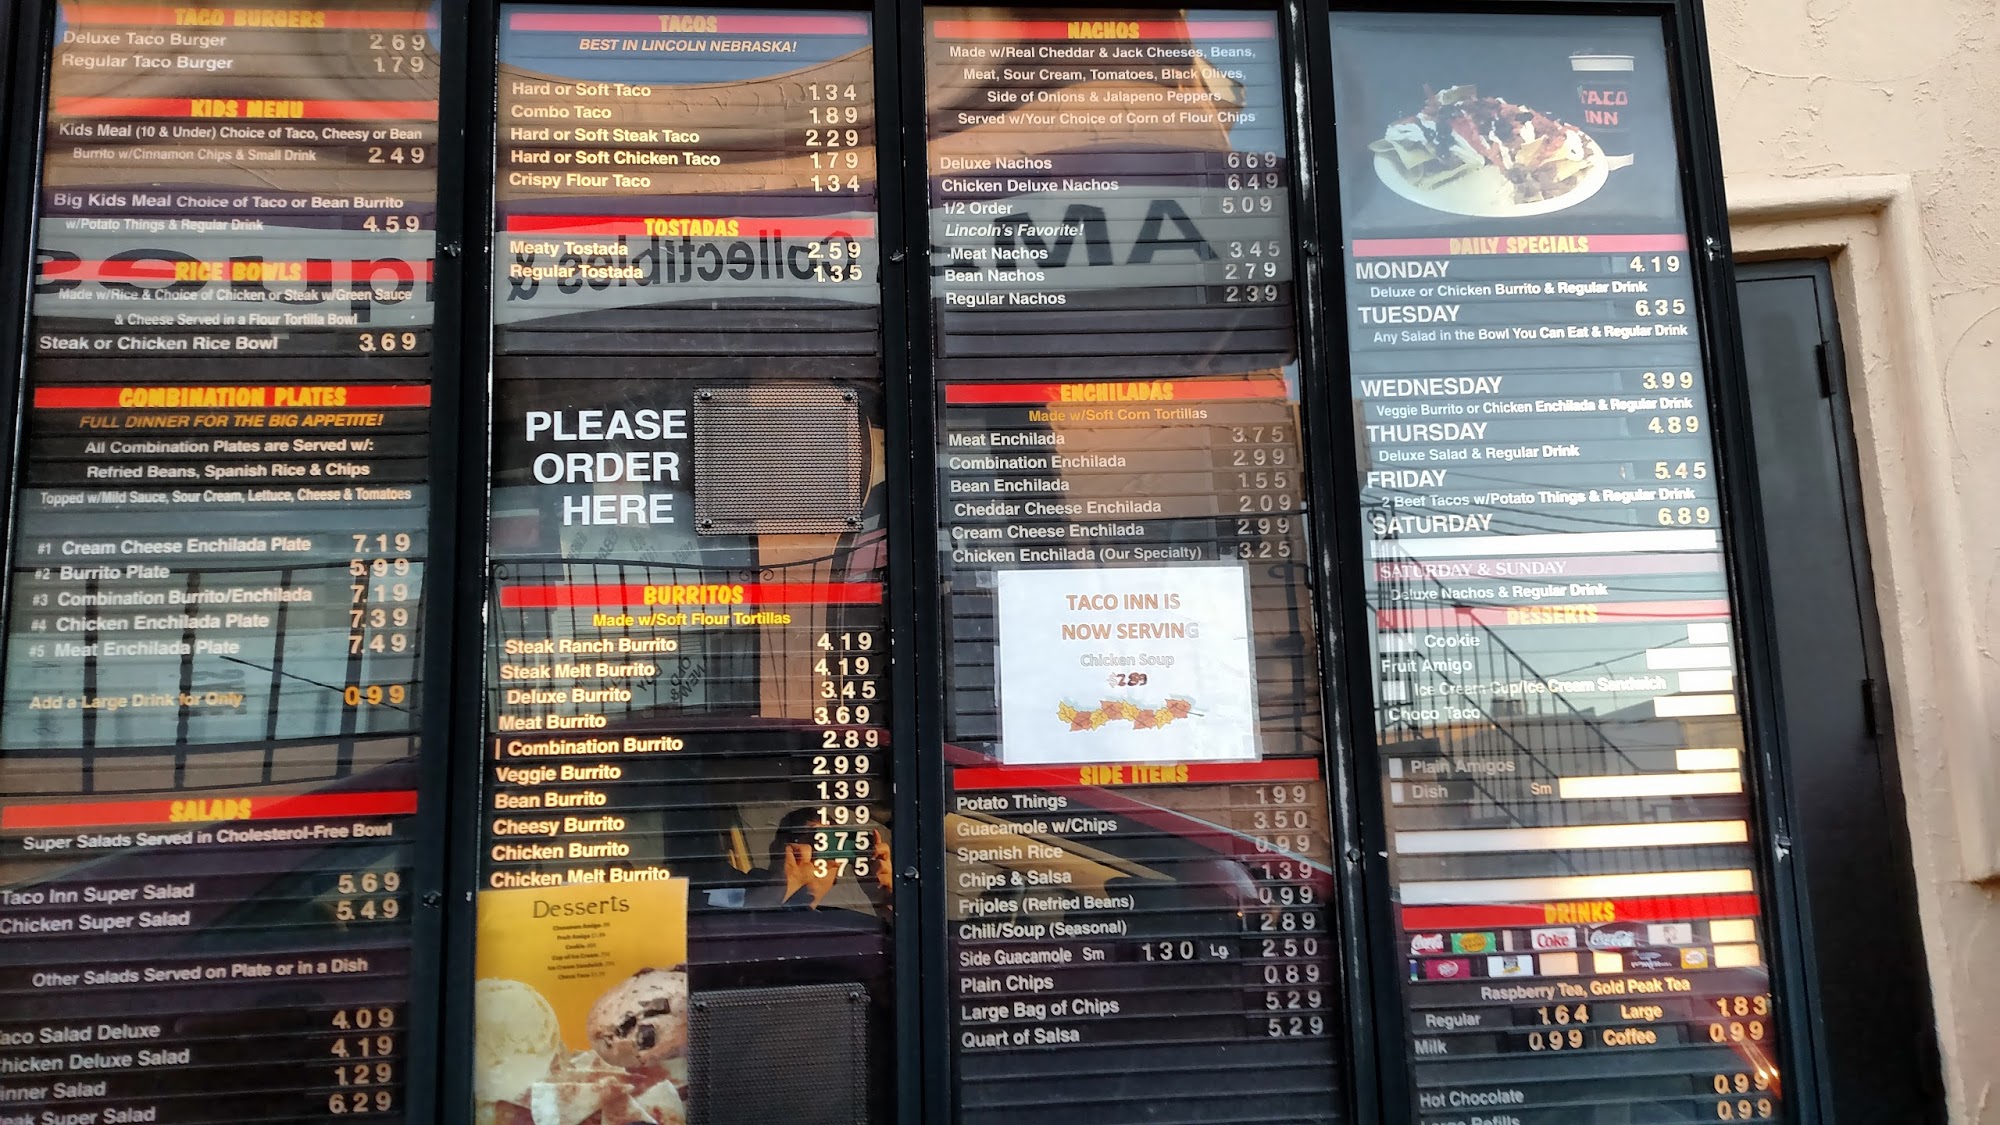 TACO BURGERS
Deluxe Taco Burger 2.69
Regular Taco Burger 1.79
KIDS MENU
Kids Meal (10 & Under) Choice of Taco, Cheesy or Bean
Burrito w/Cinnamon Chips & Small Drink 2.49
Big Kids Meal Choice of Taco or Bean Burrito
w/Potato Things & Regular Drink 4.59
RICE BOWLS
Made w/Rice & Choice of Chicken or Steak w/Green Sauce
& Cheese Served in a Flour Tortilla Bowl
Steak or Chicken Rice Bowl 3.69
COMBINATION PLATES
FULL DINNER FOR THE BIG APPETITE!
All Combination Plates are Served w/:
Refried Beans, Spanish Rice & Chips
Topped w/Mild Sauce, Sour Cream, Lettuce, Cheese & Tomatoes
#1 Cream Cheese Enchilada Plate 7.19
#2 Burrito Plate 5.99
#3 Combination Burrito/Enchilada 7.19
#4 Chicken Enchilada Plate 7.39
#5 Meat Enchilada Plate 7.49
Add a Large Drink for Only 0.99
SALADS
Super Salads Served in Cholesterol-Free Bowl
Taco Inn Super Salad 5.69
Chicken Super Salad 5.49
Other Salads Served on Plate or in a Dish
aco Salad Deluxe 4.09
hicken Deluxe Salad 4.19
inner Salad 1.29
eak Super Salad 6.29
TACOS
BEST IN LINCOLN NEBRASKA!
Hard or Soft Taco 1.34
Combo Taco 1.89
Hard or Soft Steak Taco 2.29
Hard or Soft Chicken Taco 1.79
Crispy Flour Taco 1.34
TOSTADAS
Meaty Tostada 2.59
Regular Tostada 1.35
Collectibles &
PLEASE
ORDER
HERE
BURRITOS
Made w/Soft Flour Tortillas
Steak Ranch Burrito 4.19
Steak Melt Burrito 4.19
Deluxe Burrito 3.45
Meat Burrito 3.69
Combination Burrito 2.89
Veggie Burrito 2.99
Bean Burrito 1.39
Cheesy Burrito 1.99
Chicken Burrito 3.75
Chicken Melt Burrito 3.75
Desserts
NACHOS
Made w/Real Cheddar & Jack Cheeses, Beans,
Meat, Sour Cream, Tomatoes, Black Olives,
Side of Onions & Jalapeno Peppers
Served w/Your Choice of Corn of Flour Chips
Deluxe Nachos 6.69
Chicken Deluxe Nachos 6.49
1/2 Order 5.09
Lincoln's Favorite!
Meat Nachos 3.45
Bean Nachos 2.79
Regular Nachos 2.39
ENCHILADAS
Made w/Soft Corn Tortillas
Meat Enchilada 3.75
Combination Enchilada 2.99
Bean Enchilada 1.55
Cheddar Cheese Enchilada 2.09
Cream Cheese Enchilada 2.99
Chicken Enchilada (Our Specialty) 3.25
TACO INN IS
NOW SERVING
Chicken Soup
$2.89
SIDE ITEMS
Potato Things 1.99
Guacamole w/Chips 3.50
Spanish Rice 0.99
Chips & Salsa 1.39
Frijoles (Refried Beans) 0.99
Chili/Soup (Seasonal) 2.89
Side Guacamole Sm 1.30 Lg 2.50
Plain Chips 0.89
Large Bag of Chips 5.29
Quart of Salsa 5.29
TACO
INN
DAILY SPECIALS
MONDAY 4.19
Deluxe or Chicken Burrito & Regular Drink
TUESDAY 6.35
Any Salad in the Bowl You Can Eat & Regular Drink
WEDNESDAY 3.99
Veggie Burrito or Chicken Enchilada & Regular Drink
THURSDAY 4.89
Deluxe Salad & Regular Drink
FRIDAY 5.45
2 Beef Tacos w/Potato Things & Regular Drink
SATURDAY 6.89
SATURDAY & SUNDAY
Deluxe Nachos & Regular Drink
DESSERTS
Cookie
Fruit Amigo
Ice Cream Cup/Ice Cream Sandwich
Choco Taco
Plain Amigos
Dish Sm
DRINKS
Coke
Raspberry Tea, Gold Peak Tea
Regular 1.64 Large 1.83
Milk 0.99 Coffee 0.99
Hot Chocolate 0.99
Large Refills 0.99